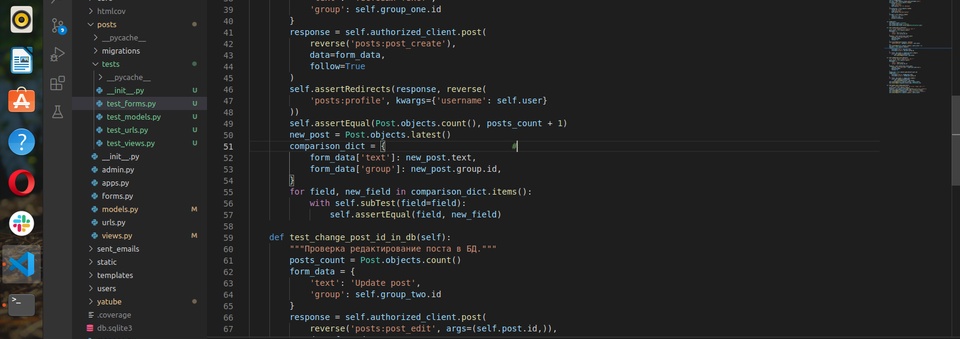 htmlcov
posts
__pycache__
migrations
tests
__pycache__
__init__.py U
test_forms.py U
test_models.py U
test_urls.py U
test_views.py U
__init__.py
admin.py
apps.py
forms.py
models.py M
urls.py
views.py M
sent_emails
static
templates
users
yatube
.coverage
db.sqlite3
39 'group': self.group_one.id
40 }
41 response = self.authorized_client.post(
42 reverse('posts:post_create'),
43 data=form_data,
44 follow=True
45 )
46 self.assertRedirects(response, reverse(
47 'posts:profile', kwargs={'username': self.user}
48 ))
49 self.assertEqual(Post.objects.count(), posts_count + 1)
50 new_post = Post.objects.latest()
51 comparison_dict = { #
52 form_data['text']: new_post.text,
53 form_data['group']: new_post.group.id,
54 }
55 for field, new_field in comparison_dict.items():
56 with self.subTest(field=field):
57 self.assertEqual(field, new_field)
58
59 def test_change_post_id_in_db(self):
60 """Проверка редактирование поста в БД."""
61 posts_count = Post.objects.count()
62 form_data = {
63 'text': 'Update post',
64 'group': self.group_two.id
65 }
66 response = self.authorized_client.post(
67 reverse('posts:post_edit', args=(self.post.id,)),